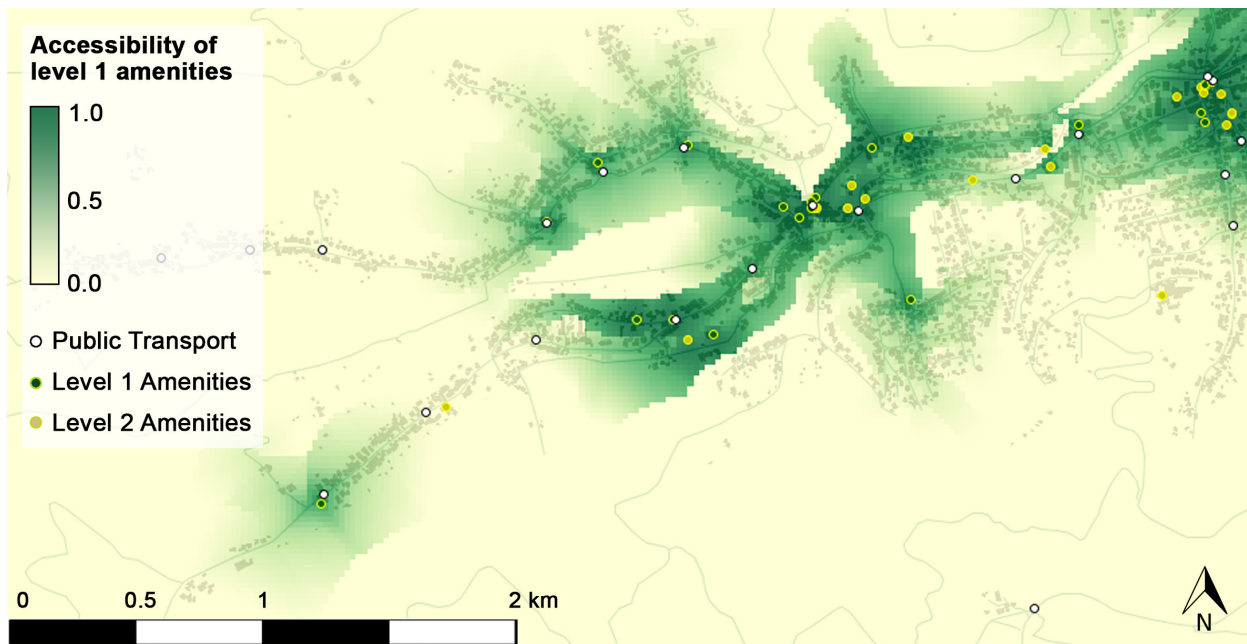 Accessibility of
level 1 amenities
1.0
0.5
0.0
Public Transport
Level 1 Amenities
Level 2 Amenities
0 0.5 1 2 km
N